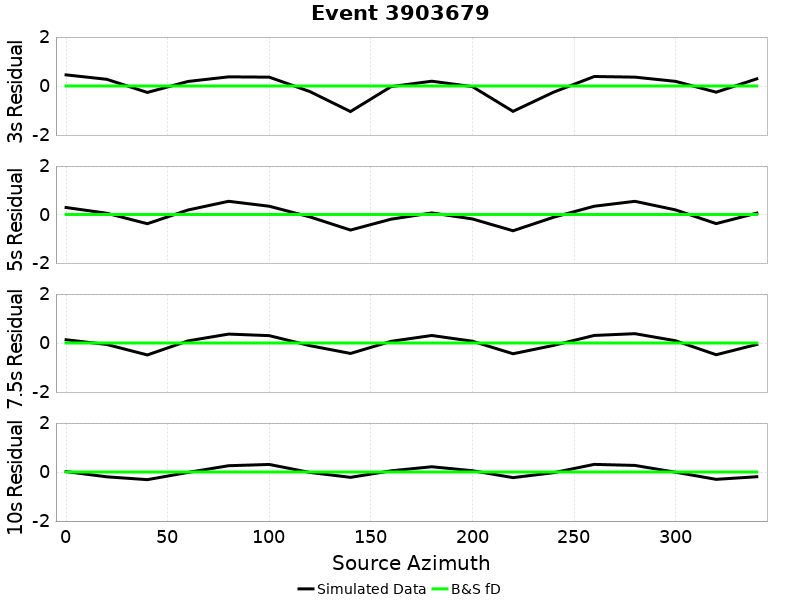 Event 3903679
3s Residual
2
0
-2
5s Residual
2
0
-2
7.5s Residual
2
0
-2
10s Residual
2
0
-2
0 50 100 150 200 250 300
Source Azimuth
Simulated Data B&S fD